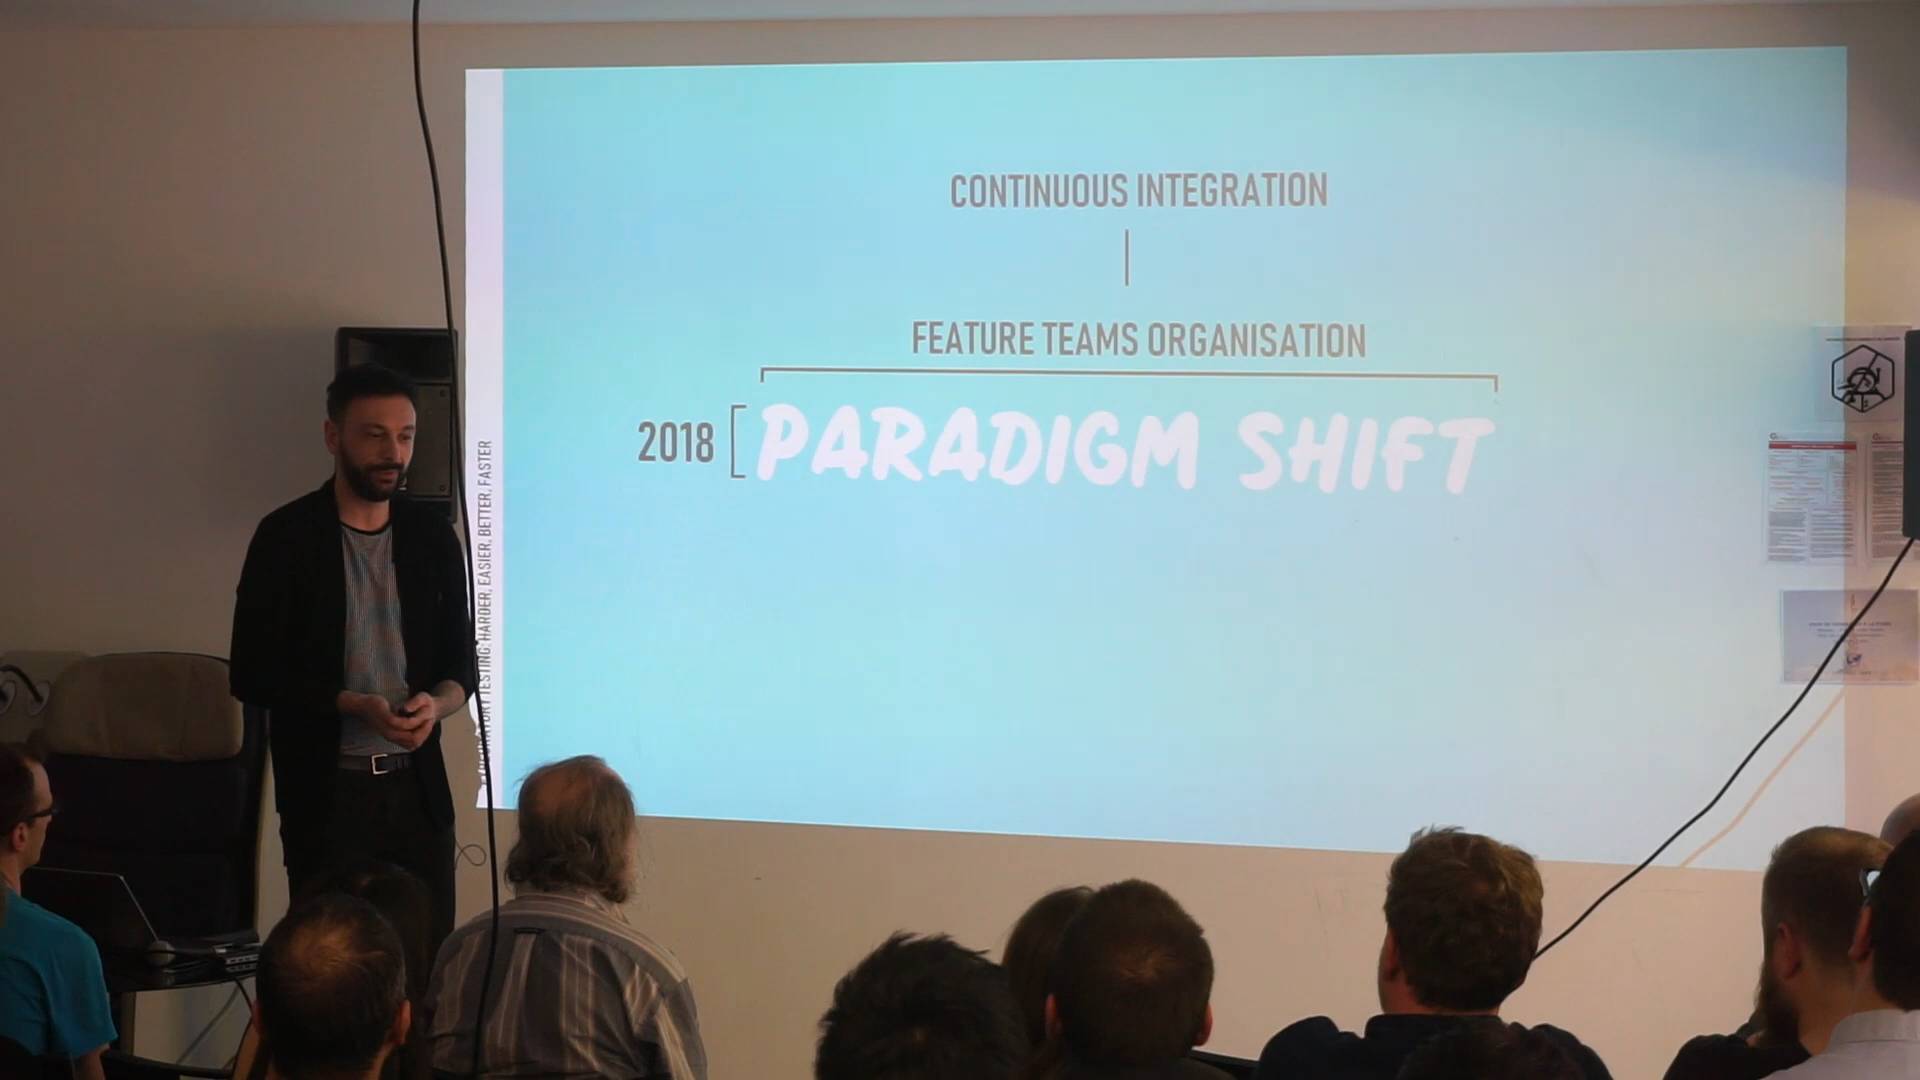 CONTINUOUS INTEGRATION
FEATURE TEAMS ORGANISATION
2018
PARADIGM SHIFT
TESTING: HARDER, EASIER, BETTER, FASTER